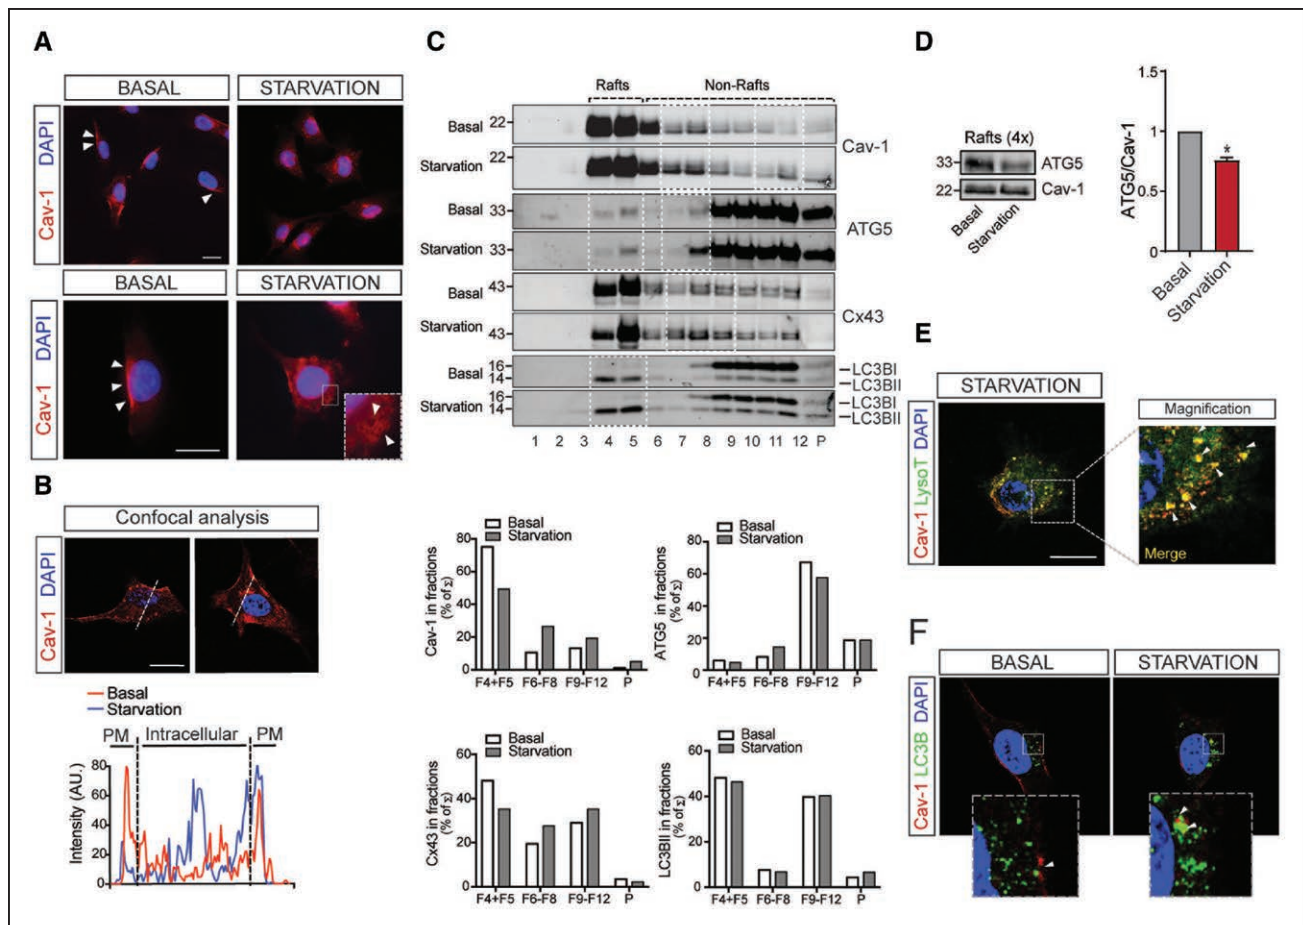 A
BASAL
STARVATION
Cav-1 DAPI
BASAL
STARVATION
Cav-1 DAPI
B
Confocal analysis
Cav-1 DAPI
Basal
Starvation
PM
Intracellular
PM
Intensity (AU.)
80
60
40
20
0
C
Rafts
Non-Rafts
Basal
22
Starvation
22
Cav-1
Basal
33
Starvation
33
ATG5
Basal
43
Starvation
43
Cx43
Basal
16
14
LC3BI
LC3BII
Starvation
16
14
LC3BI
LC3BII
1 2 3 4 5 6 7 8 9 10 11 12 P
Basal
Starvation
Cav-1 in fractions
(% of Σ)
80
60
40
20
0
F4+F5 F6-F8 F9-F12 P
Basal
Starvation
ATG5 in fractions
(% of Σ)
80
60
40
20
0
F4+F5 F6-F8 F9-F12 P
Basal
Starvation
Cx43 in fractions
(% of Σ)
60
40
20
0
F4+F5 F6-F8 F9-F12 P
Basal
Starvation
LC3BII in fractions
(% of Σ)
60
40
20
0
F4+F5 F6-F8 F9-F12 P
D
Rafts (4x)
33
ATG5
22
Cav-1
Basal
Starvation
ATG5/Cav-1
1.5
1
0.5
0
*
Basal
Starvation
E
STARVATION
Magnification
Cav-1 LysoT DAPI
Merge
F
BASAL
STARVATION
Cav-1 LC3B DAPI